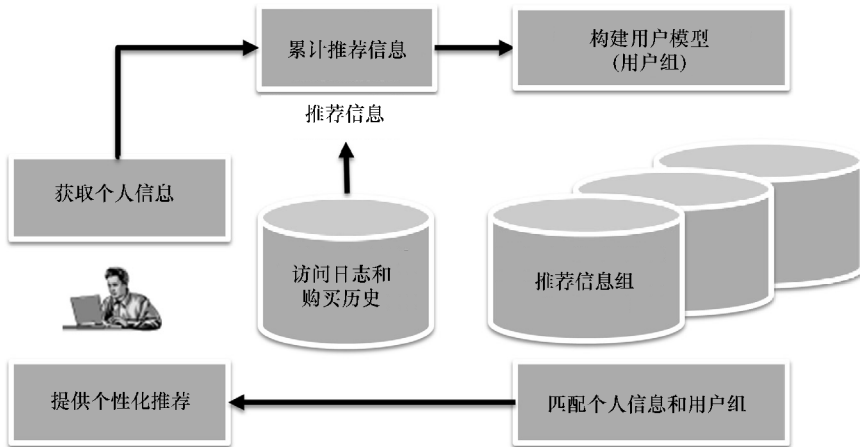 累计推荐信息
构建用户模型
(用户组)
推荐信息
获取个人信息
访问日志和
购买历史
推荐信息组
提供个性化推荐
匹配个人信息和用户组